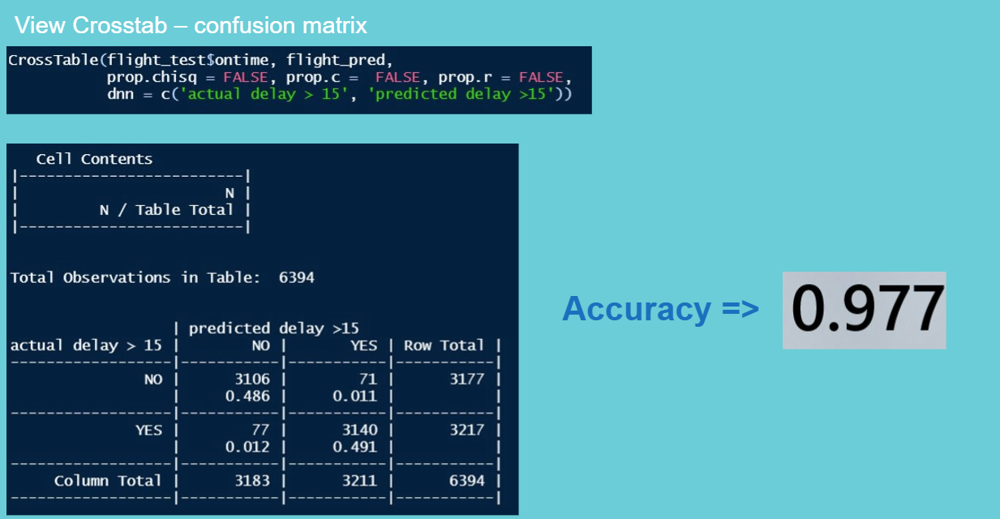 View Crosstab – confusion matrix
CrossTable(flight_test$ontime, flight_pred,
prop.chisq = FALSE, prop.c =  FALSE, prop.r = FALSE,
dnn = c('actual delay > 15', 'predicted delay >15'))
Cell Contents
|-------------------------|
|                       N |
|         N / Table Total |
|-------------------------|
Total Observations in Table:  6394
| predicted delay >15
actual delay > 15 |        NO |       YES | Row Total |
------------------|-----------|-----------|-----------|
NO |      3106 |        71 |      3177 |
|     0.486 |     0.011 |           |
------------------|-----------|-----------|-----------|
YES |        77 |      3140 |      3217 |
|     0.012 |     0.491 |           |
------------------|-----------|-----------|-----------|
Column Total |      3183 |      3211 |      6394 |
------------------|-----------|-----------|-----------|
Accuracy => 0.977